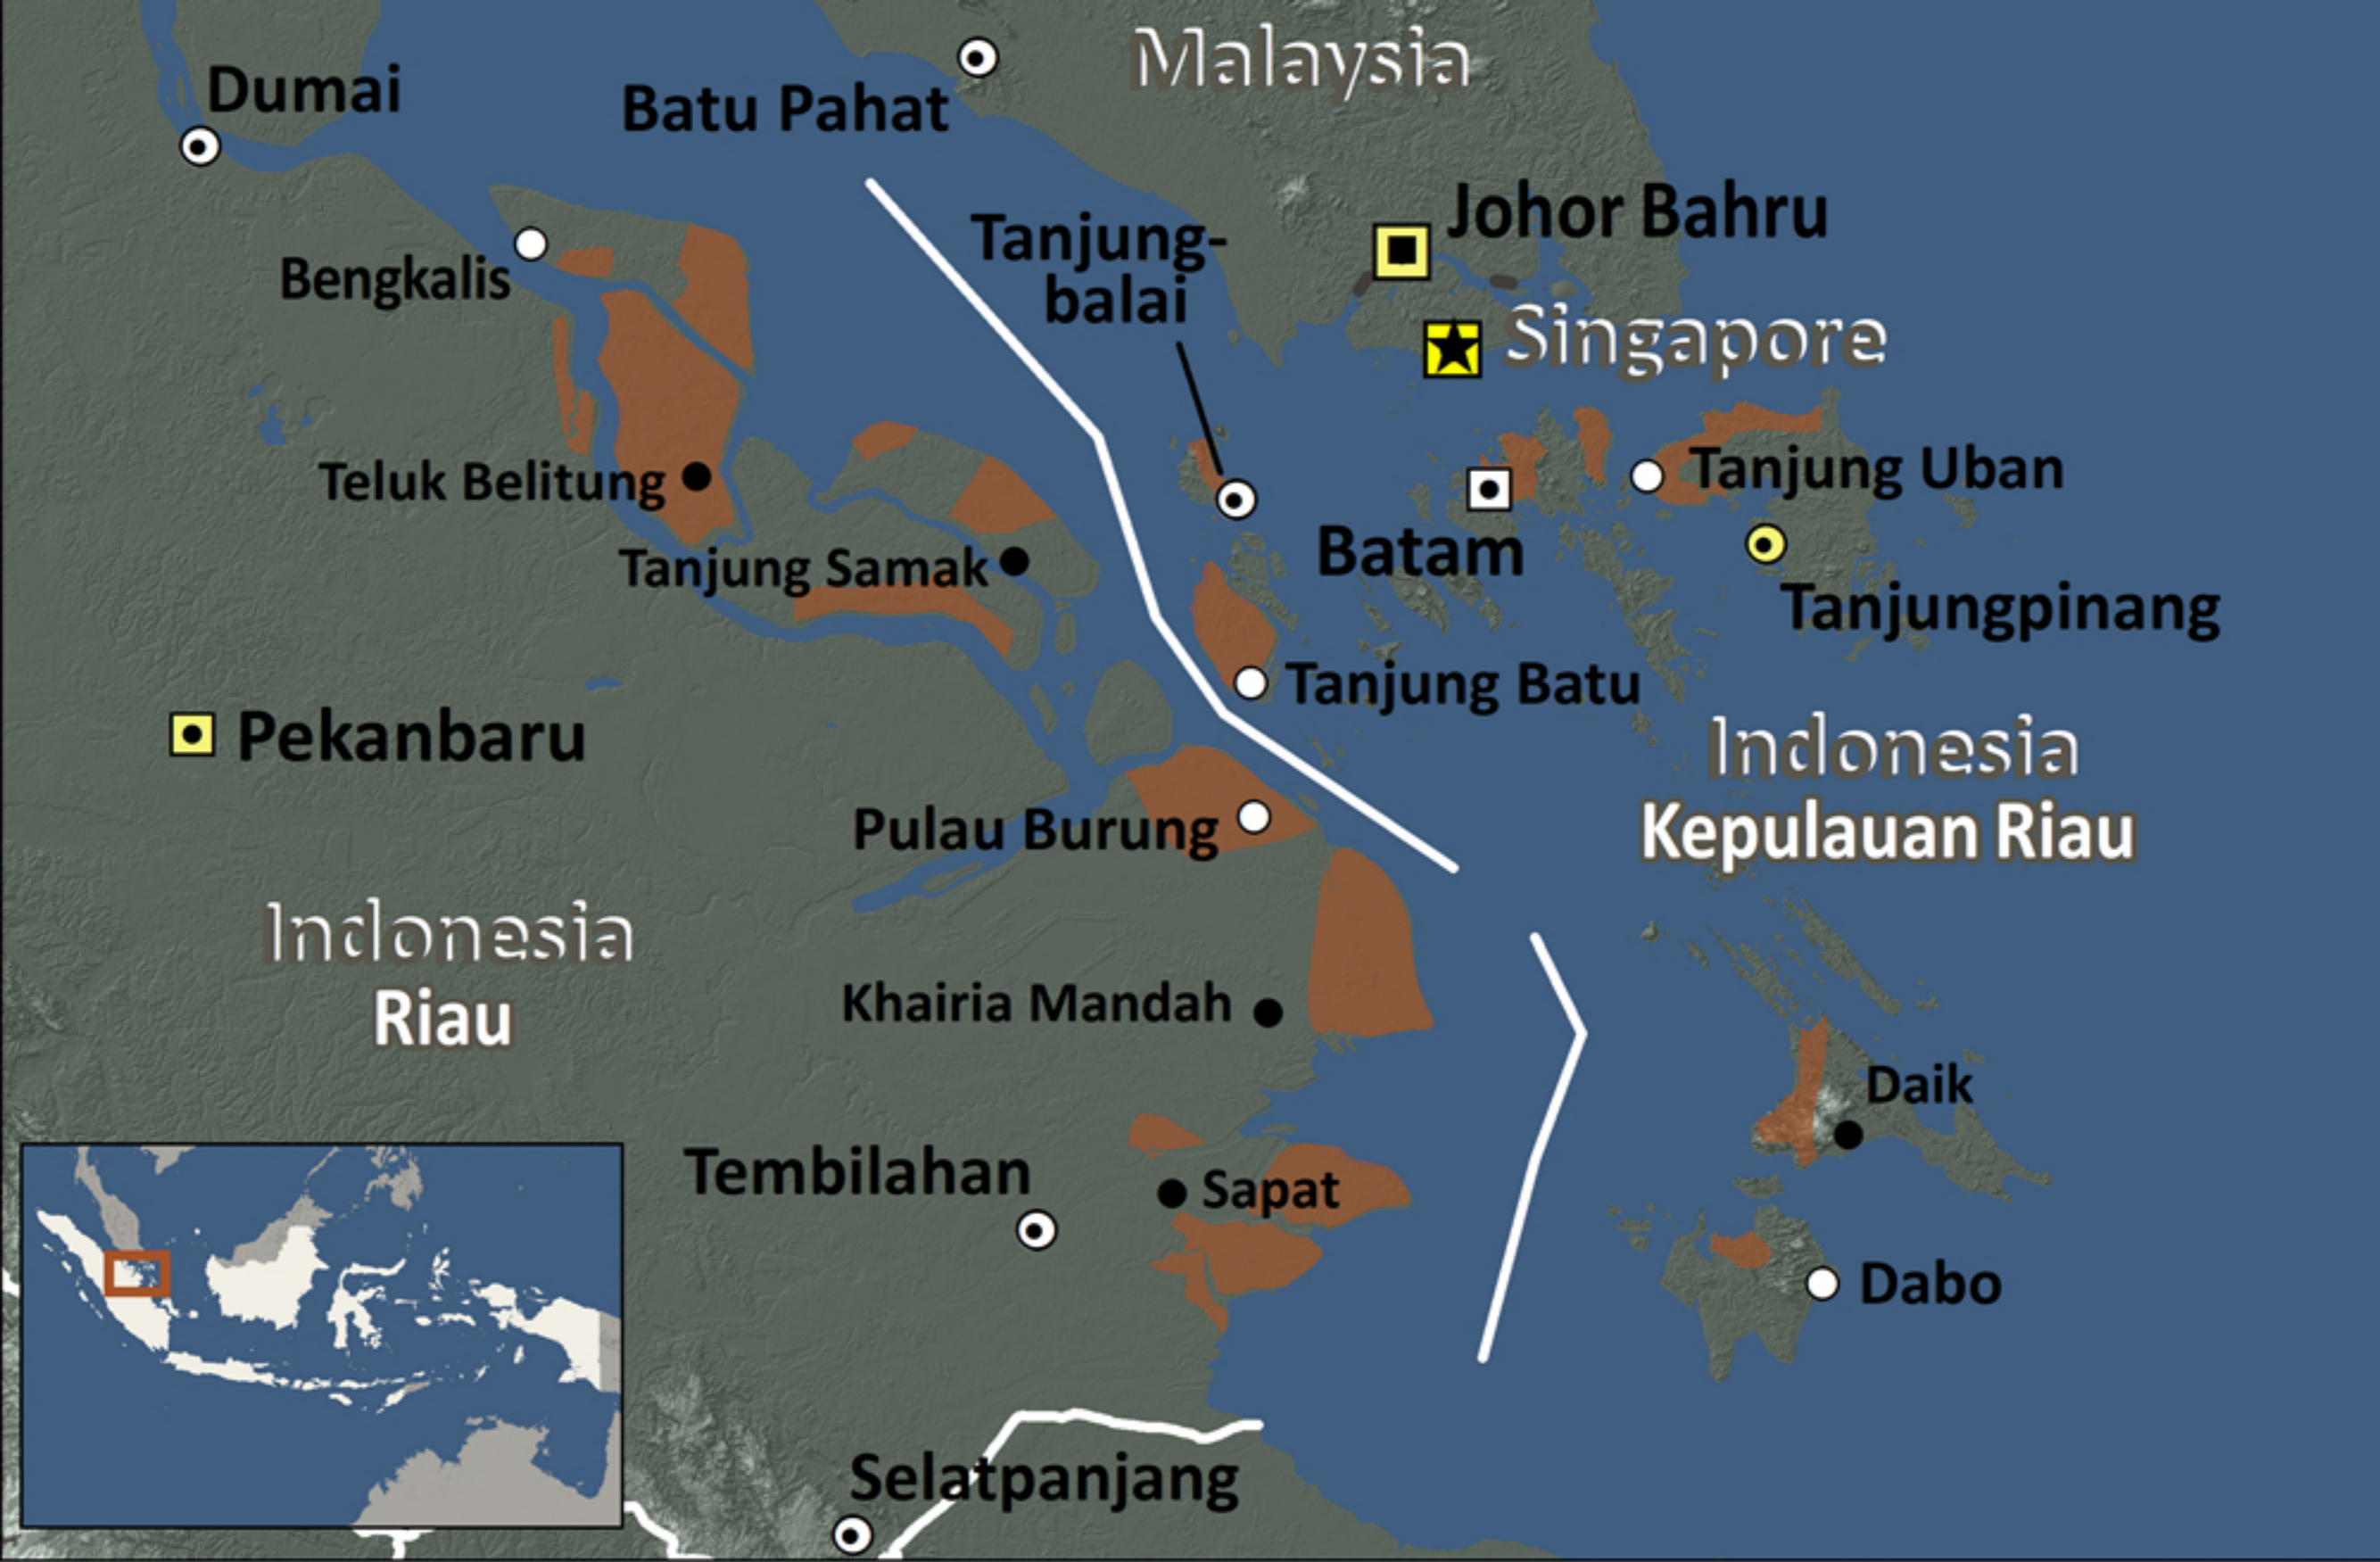 Malaysia
Dumai
Batu Pahat
Johor Bahru
Tanjung-
balai
Bengkalis
Singapore
Teluk Belitung
Tanjung Uban
Batam
Tanjung Samak
Tanjungpinang
Tanjung Batu
Pekanbaru
Indonesia
Kepulauan Riau
Pulau Burung
Indonesia
Riau
Khairia Mandah
Daik
Tembilahan
Sapat
Dabo
Selatpanjang